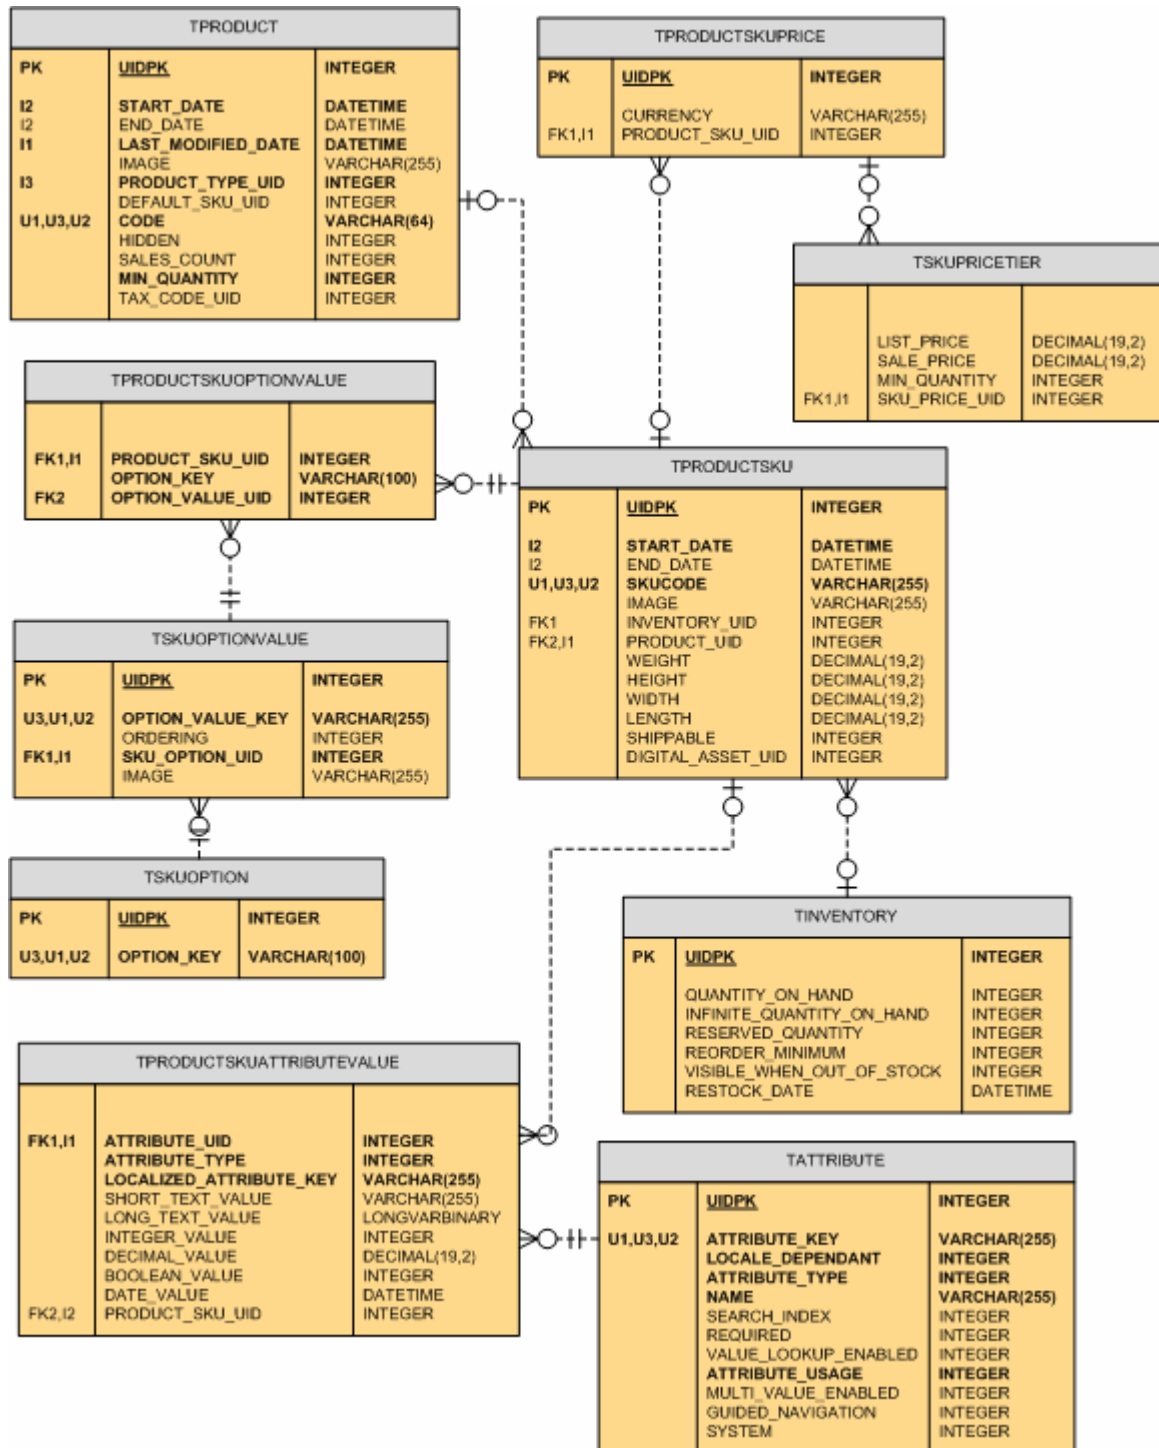 TPRODUCT
PK UIDPK INTEGER
I2 START_DATE DATETIME
I2 END_DATE DATETIME
I1 LAST_MODIFIED_DATE DATETIME
IMAGE VARCHAR(255)
I3 PRODUCT_TYPE_UID INTEGER
DEFAULT_SKU_UID INTEGER
U1,U3,U2 CODE VARCHAR(64)
HIDDEN INTEGER
SALES_COUNT INTEGER
MIN_QUANTITY INTEGER
TAX_CODE_UID INTEGER
TPRODUCTSKUPRICE
PK UIDPK INTEGER
CURRENCY VARCHAR(255)
FK1,I1 PRODUCT_SKU_UID INTEGER
TSKUPRICETIER
LIST_PRICE DECIMAL(19,2)
SALE_PRICE DECIMAL(19,2)
MIN_QUANTITY INTEGER
FK1,I1 SKU_PRICE_UID INTEGER
TPRODUCTSKUOPTIONVALUE
FK1,I1 PRODUCT_SKU_UID INTEGER
OPTION_KEY VARCHAR(100)
FK2 OPTION_VALUE_UID INTEGER
TPRODUCTSKU
PK UIDPK INTEGER
I2 START_DATE DATETIME
I2 END_DATE DATETIME
U1,U3,U2 SKUCODE VARCHAR(255)
IMAGE VARCHAR(255)
FK1 INVENTORY_UID INTEGER
FK2,I1 PRODUCT_UID INTEGER
WEIGHT DECIMAL(19,2)
HEIGHT DECIMAL(19,2)
WIDTH DECIMAL(19,2)
LENGTH DECIMAL(19,2)
SHIPPABLE INTEGER
DIGITAL_ASSET_UID INTEGER
TSKUOPTIONVALUE
PK UIDPK INTEGER
U3,U1,U2 OPTION_VALUE_KEY VARCHAR(255)
ORDERING INTEGER
FK1,I1 SKU_OPTION_UID INTEGER
IMAGE VARCHAR(255)
TSKUOPTION
PK UIDPK INTEGER
U3,U1,U2 OPTION_KEY VARCHAR(100)
TINVENTORY
PK UIDPK INTEGER
QUANTITY_ON_HAND INTEGER
INFINITE_QUANTITY_ON_HAND INTEGER
RESERVED_QUANTITY INTEGER
REORDER_MINIMUM INTEGER
VISIBLE_WHEN_OUT_OF_STOCK INTEGER
RESTOCK_DATE DATETIME
TPRODUCTSKUATTRIBUTEVALUE
FK1,I1 ATTRIBUTE_UID INTEGER
ATTRIBUTE_TYPE INTEGER
LOCALIZED_ATTRIBUTE_KEY VARCHAR(255)
SHORT_TEXT_VALUE VARCHAR(255)
LONG_TEXT_VALUE LONGVARBINARY
INTEGER_VALUE INTEGER
DECIMAL_VALUE DECIMAL(19,2)
BOOLEAN_VALUE INTEGER
DATE_VALUE DATETIME
FK2,I2 PRODUCT_SKU_UID INTEGER
TATTRIBUTE
PK UIDPK INTEGER
U1,U3,U2 ATTRIBUTE_KEY VARCHAR(255)
LOCALE_DEPENDANT INTEGER
ATTRIBUTE_TYPE INTEGER
NAME VARCHAR(255)
SEARCH_INDEX INTEGER
REQUIRED INTEGER
VALUE_LOOKUP_ENABLED INTEGER
ATTRIBUTE_USAGE INTEGER
MULTI_VALUE_ENABLED INTEGER
GUIDED_NAVIGATION INTEGER
SYSTEM INTEGER